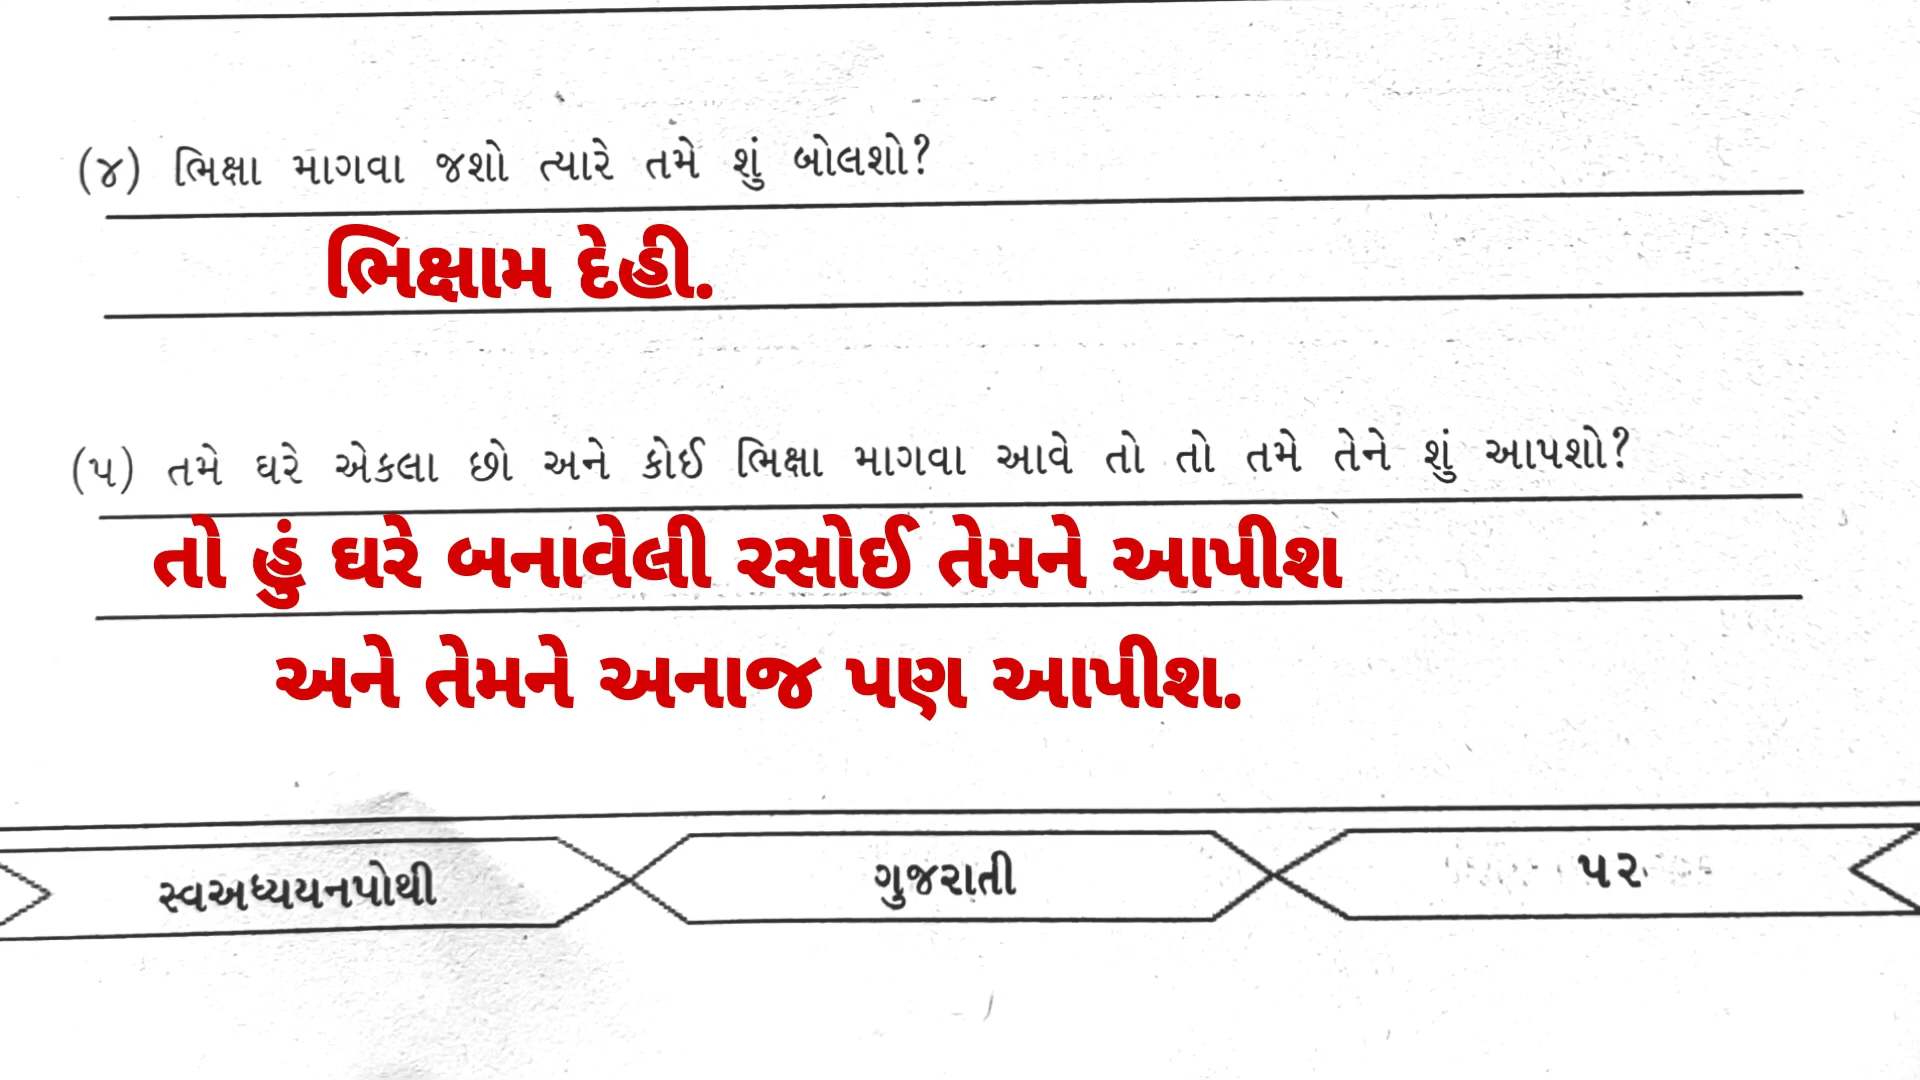 (૪) ભિક્ષા માગવા જશો ત્યારે તમે શું બોલશો?
ભિક્ષામ દેહી.
(૫) તમે ઘરે એકલા છો અને કોઈ ભિક્ષા માગવા આવે તો તો તમે તેને શું આપશો?
તો હું ઘરે બનાવેલી રસોઈ તેમને આપીશ
અને તેમને અનાજ પણ આપીશ.
સ્વઅધ્યયનપોથી ગુજરાતી ૫૨